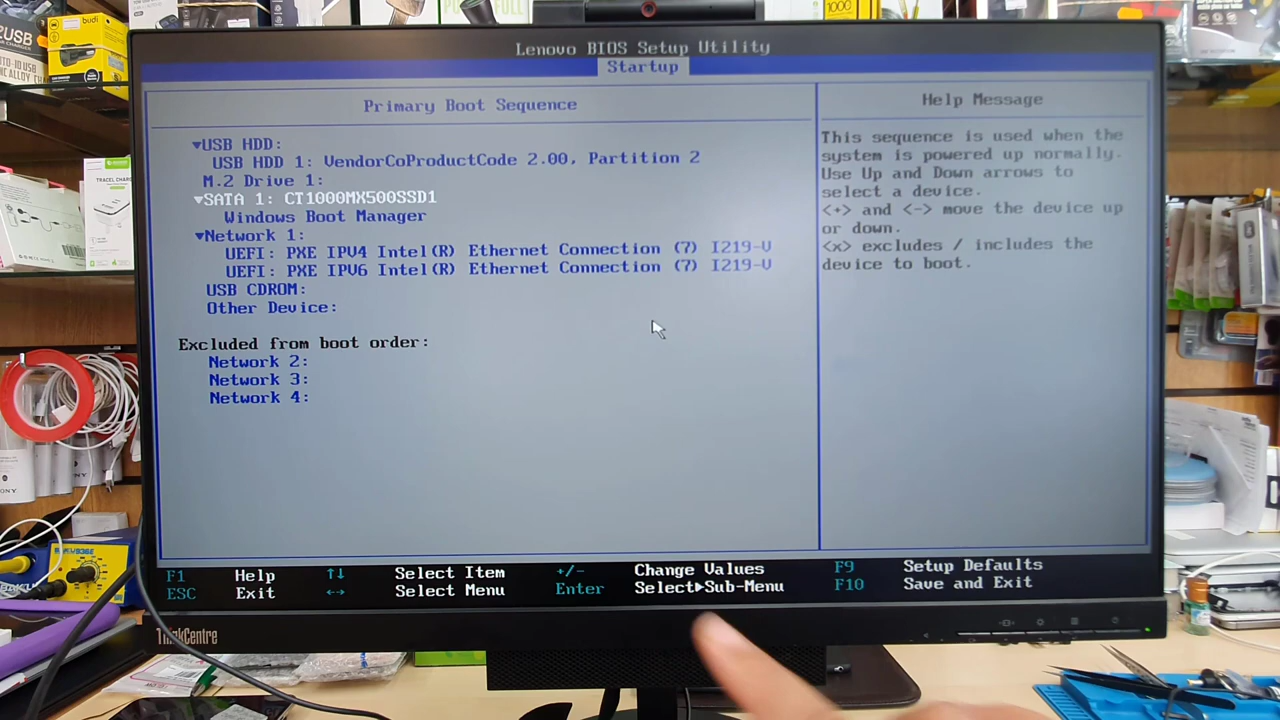 Lenovo BIOS Setup Utility
Startup
Primary Boot Sequence
▼USB HDD:
USB HDD 1: VendorCoProductCode 2.00, Partition 2
M.2 Drive 1:
▼SATA 1: CT1000MX500SSD1
Windows Boot Manager
▼Network 1:
UEFI: PXE IPV4 Intel(R) Ethernet Connection (7) I219-V
UEFI: PXE IPV6 Intel(R) Ethernet Connection (7) I219-V
USB CDROM:
Other Device:
Excluded from boot order:
Network 2:
Network 3:
Network 4:
Help Message
This sequence is used when the
system is powered up normally.
Use Up and Down arrows to
select a device.
<+> and <-> move the device up
or down.
<x> excludes / includes the
device to boot.
F1 Help ↑↓ Select Item +/- Change Values F9 Setup Defaults
ESC Exit ←→ Select Menu Enter Select▶Sub-Menu F10 Save and Exit
ThinkCentre
budi
2USB
FULL
1000
SONY